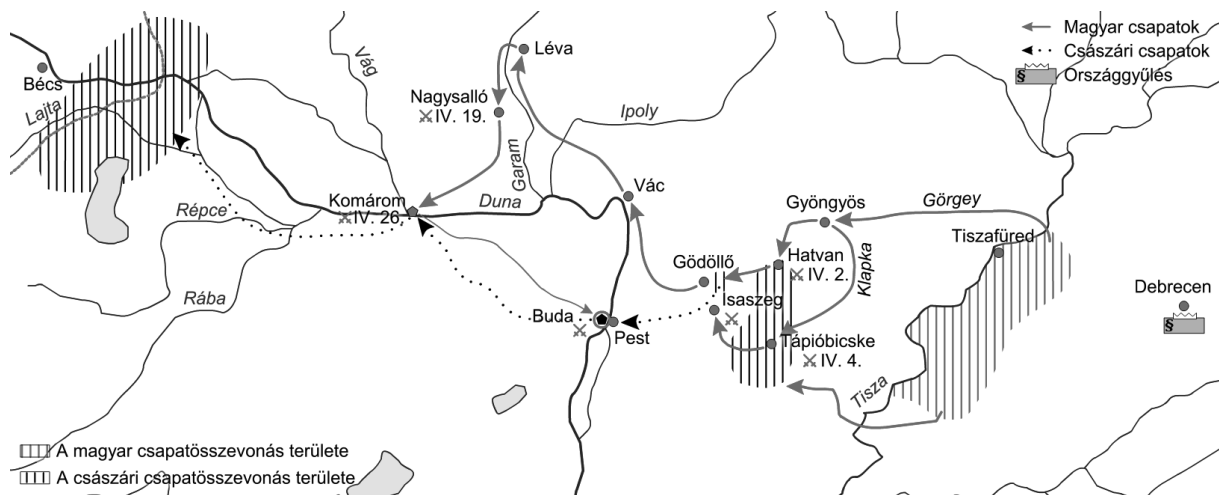 Magyar csapatok
Császári csapatok
§ Országgyűlés
Bécs
Lajta
Vág
Léva
Nagysalló
IV. 19.
Ipoly
Garam
Komárom
IV. 26.
Duna
Vác
Répce
Rába
Gyöngyös
Görgey
Tiszafüred
Klapka
Gödöllő
Hatvan
IV. 2.
Isaszeg
Debrecen
§
Buda
Pest
Tápióbicske
IV. 4.
Tisza
A magyar csapatösszevonás területe
A császári csapatösszevonás területe